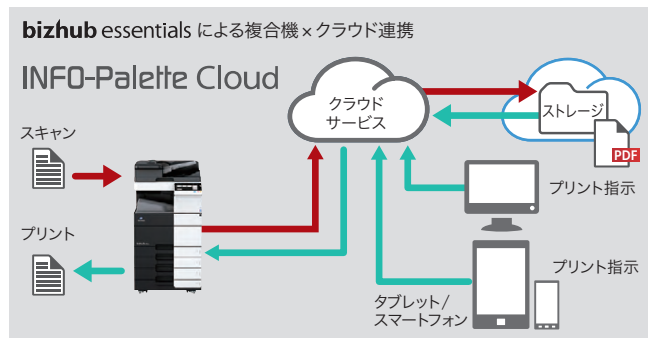 bizhub essentials による複合機×クラウド連携
INFO-Palette Cloud
クラウド
サービス
ストレージ
PDF
スキャン
プリント指示
プリント
プリント指示
タブレット/
スマートフォン